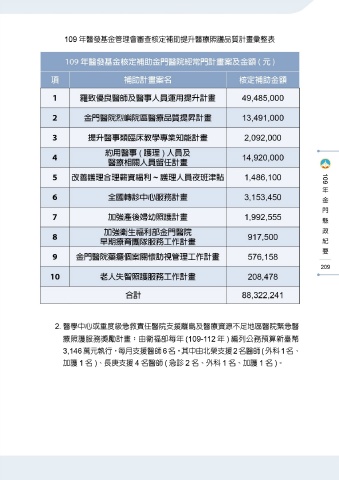 109 年醫發基金管理會審查核定補助提升醫療照護品質計畫彙整表
109 年醫發基金核定補助金門醫院經常門計畫案及金額 ( 元 )
項 補助計畫案名 核定補助金額
1 羅致優良醫師及醫事人員運用提升計畫 49,485,000
2 金門醫院烈嶼院區醫療品質提昇計畫 13,491,000
3 提升醫事類臨床教學專業知能計畫 2,092,000
4 約用醫事 ( 護理 ) 人員及
醫療相關人員留任計畫 14,920,000
5 改善護理合理薪資福利 ~ 護理人員夜班津貼 1,486,100
6 全國轉診中心服務計畫 3,153,450
7 加強產後婦幼照護計畫 1,992,555
8 加強衛生福利部金門醫院
早期療育團隊服務工作計畫 917,500
9 金門醫院藥癮個案關懷訪視管理工作計畫 576,158
10 老人失智照護服務工作計畫 208,478
合計 88,322,241
2. 醫學中心或重度級急救責任醫院支援離島及醫療資源不足地區醫院緊急醫
療照護服務獎勵計畫：由衛福部每年 (109-112 年 ) 編列公務預算新臺幣
3,146 萬元執行，每月支援醫師 6 名，其中由北榮支援 2 名醫師 ( 外科 1 名、
加護 1 名 )、長庚支援 4 名醫師 ( 急診 2 名、外科 1 名、加護 1 名 )。
109年金門縣政紀要
209